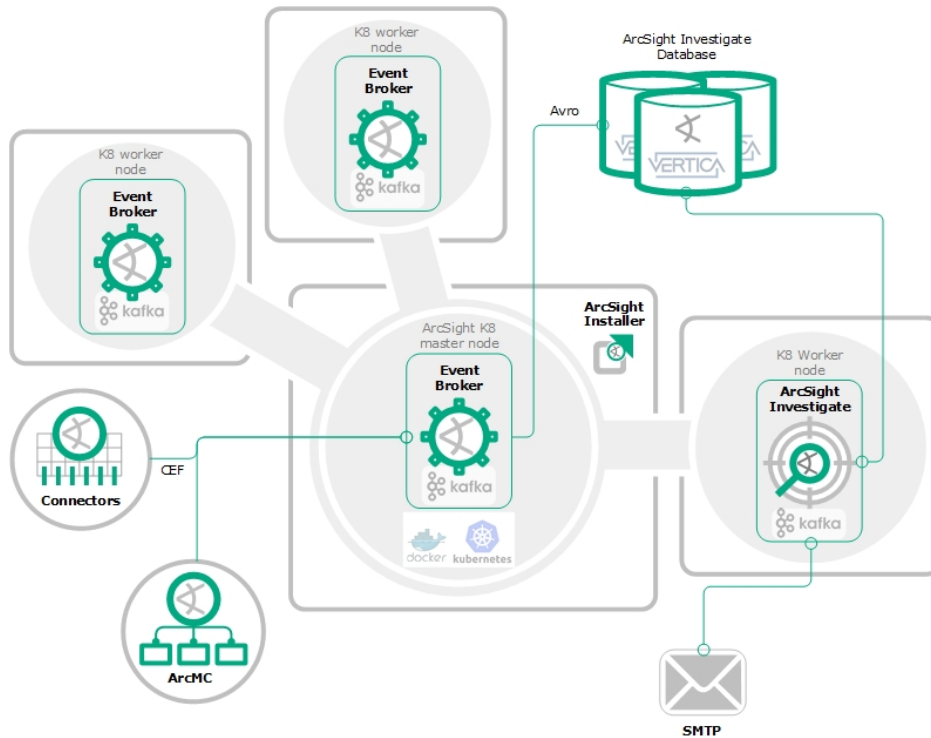 K8 worker
node
Event
Broker
kafka
ArcSight Investigate
Database
Avro
VERTICA
K8 worker
node
Event
Broker
kafka
ArcSight
Installer
ArcSight K8
master node
Event
Broker
kafka
docker
kubernetes
K8 Worker
node
ArcSight
Investigate
kafka
Connectors
CEF
ArcMC
SMTP